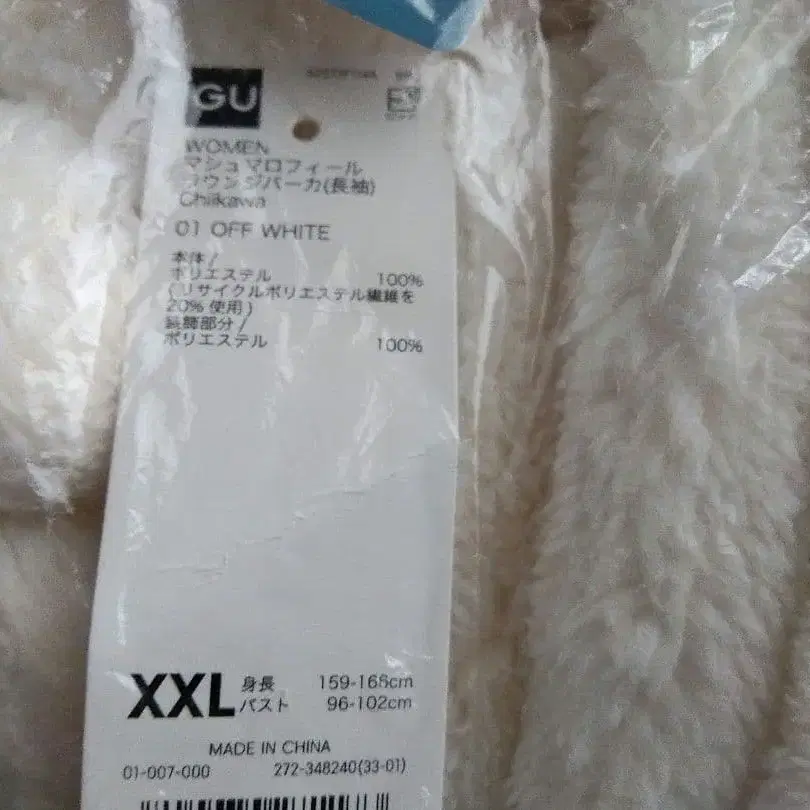 GU
WOMEN
マシュマロフィール
ラウンジパーカ(長袖)
Chiikawa
01 OFF WHITE
本体/
ポリエステル 100%
(リサイクルポリエステル繊維を
20% 使用)
装飾部分/
ポリエステル 100%
XXL 身長 159-168cm
バスト 96-102cm
MADE IN CHINA
01-007-000 272-348240(33-01)